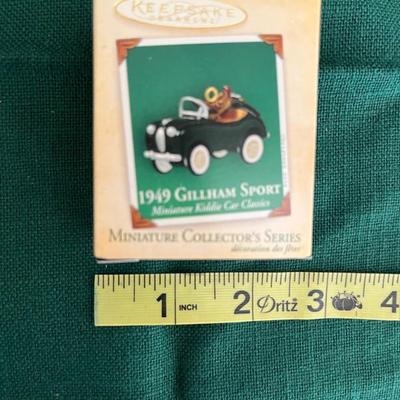 KEEPSAKE
ORNAMENT
1949 GILLHAM SPORT
Miniature Kiddie Car Classics
MINIATURE COLLECTOR'S SERIES
décoration des fêtes
1 INCH 2 Dritz® 3 4